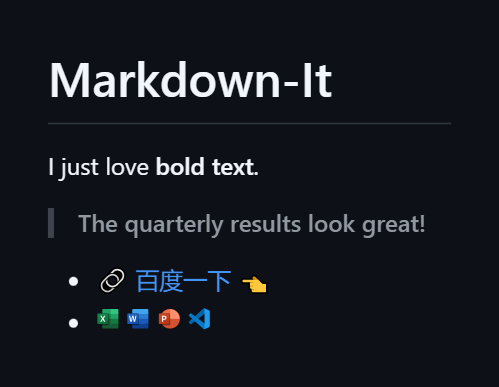 Markdown-It
I just love bold text.
The quarterly results look great!
🔗 百度一下 👈
X W P